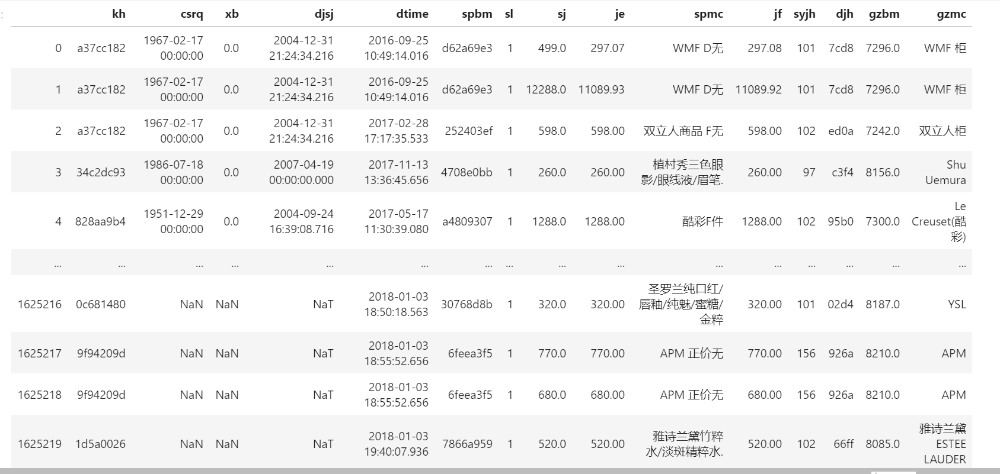 kh csrq xb djsj dtime spbm sl sj je spmc jf syjh djh gzbm gzmc
0 a37cc182 1967-02-17 00:00:00 0.0 2004-12-31 21:24:34.216 2016-09-25 10:49:14.016 d62a69e3 1 499.0 297.07 WMF D无 297.08 101 7cd8 7296.0 WMF 柜
1 a37cc182 1967-02-17 00:00:00 0.0 2004-12-31 21:24:34.216 2016-09-25 10:49:14.016 d62a69e3 1 12288.0 11089.93 WMF D无 11089.92 101 7cd8 7296.0 WMF 柜
2 a37cc182 1967-02-17 00:00:00 0.0 2004-12-31 21:24:34.216 2017-02-28 17:17:35.533 252403ef 1 598.0 598.00 双立人商品 F无 598.00 102 ed0a 7242.0 双立人柜
3 34c2dc93 1986-07-18 00:00:00 0.0 2007-04-19 00:00:00.000 2017-11-13 13:36:45.656 4708e0bb 1 260.0 260.00 植村秀三色眼影/眼线液/眉笔. 260.00 97 c3f4 8156.0 Shu Uemura
4 828aa9b4 1951-12-29 00:00:00 0.0 2004-09-24 16:39:08.716 2017-05-17 11:30:39.080 a4809307 1 1288.0 1288.00 酷彩F件 1288.00 102 95b0 7300.0 Le Creuset(酷彩)
... ... ... ... ... ... ... ... ... ... ... ... ... ... ... ...
1625216 0c681480 NaN NaN NaT 2018-01-03 18:50:18.563 30768d8b 1 320.0 320.00 圣罗兰纯口红/唇釉/纯魅/蜜糖/金粹 320.00 101 02d4 8187.0 YSL
1625217 9f94209d NaN NaN NaT 2018-01-03 18:55:52.656 6feea3f5 1 770.0 770.00 APM 正价无 770.00 156 926a 8210.0 APM
1625218 9f94209d NaN NaN NaT 2018-01-03 18:55:52.656 6feea3f5 1 680.0 680.00 APM 正价无 680.00 156 926a 8210.0 APM
1625219 1d5a0026 NaN NaN NaT 2018-01-03 19:40:07.936 7866a959 1 520.0 520.00 雅诗兰黛竹粹水/淡斑精粹水. 520.00 102 66ff 8085.0 雅诗兰黛 ESTEE LAUDER